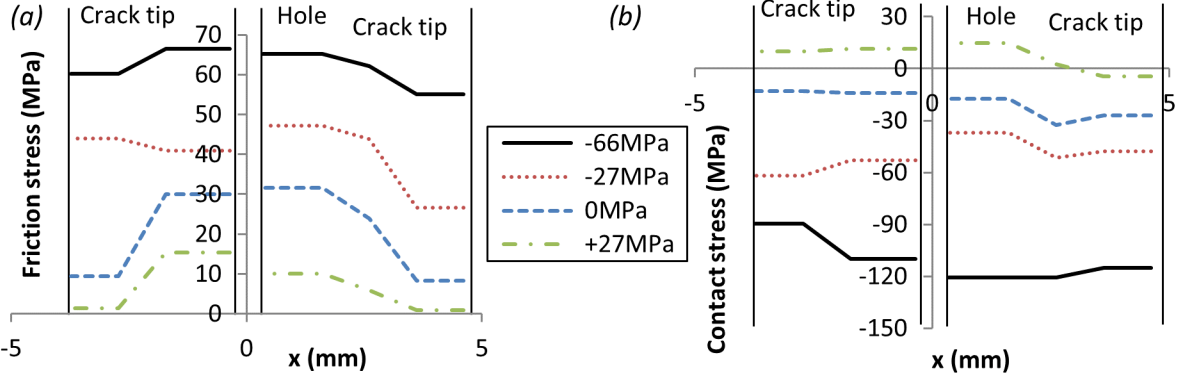 (a)
Crack tip
Hole
Crack tip
Friction stress (MPa)
70
60
50
40
30
20
10
0
-5
0
5
x (mm)
-66MPa
-27MPa
0MPa
+27MPa
(b)
Crack tip
Hole
Crack tip
Contact stress (MPa)
30
0
-30
-60
-90
-120
-150
-5
0
5
x (mm)